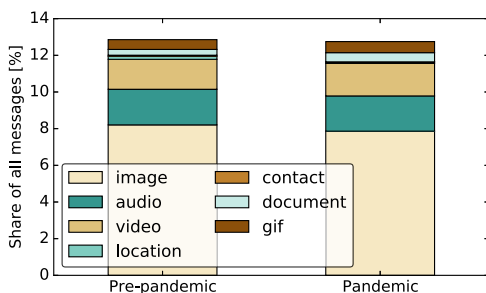 Share of all messages [%]
14
12
10
8
6
4
2
0
image
audio
video
location
contact
document
gif
Pre-pandemic
Pandemic